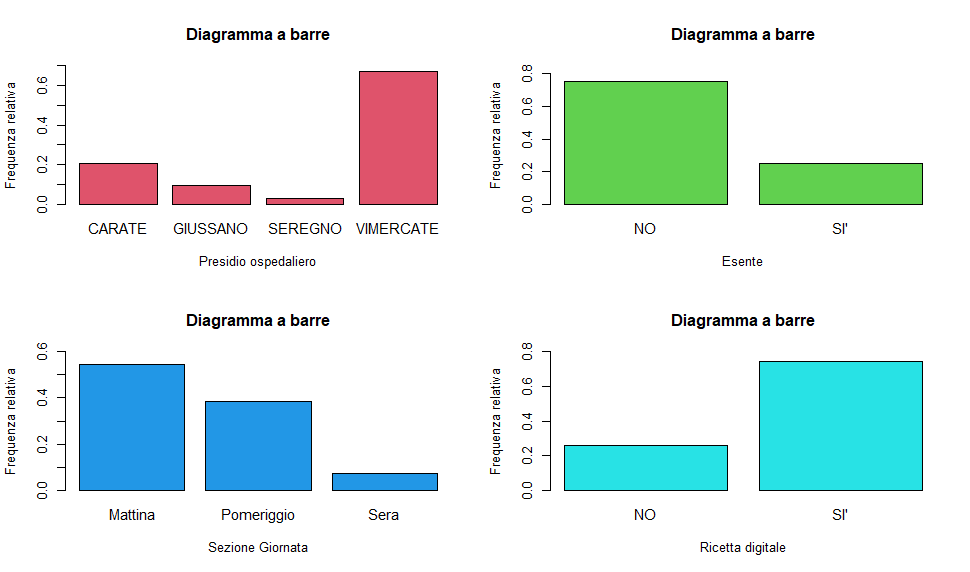 Diagramma a barre
Frequenza relativa
0.0 0.2 0.4 0.6
CARATE GIUSSANO SEREGNO VIMERCATE
Presidio ospedaliero
Diagramma a barre
Frequenza relativa
0.0 0.2 0.4 0.6 0.8
NO SI'
Esente
Diagramma a barre
Frequenza relativa
0.0 0.2 0.4 0.6
Mattina Pomeriggio Sera
Sezione Giornata
Diagramma a barre
Frequenza relativa
0.0 0.2 0.4 0.6 0.8
NO SI'
Ricetta digitale